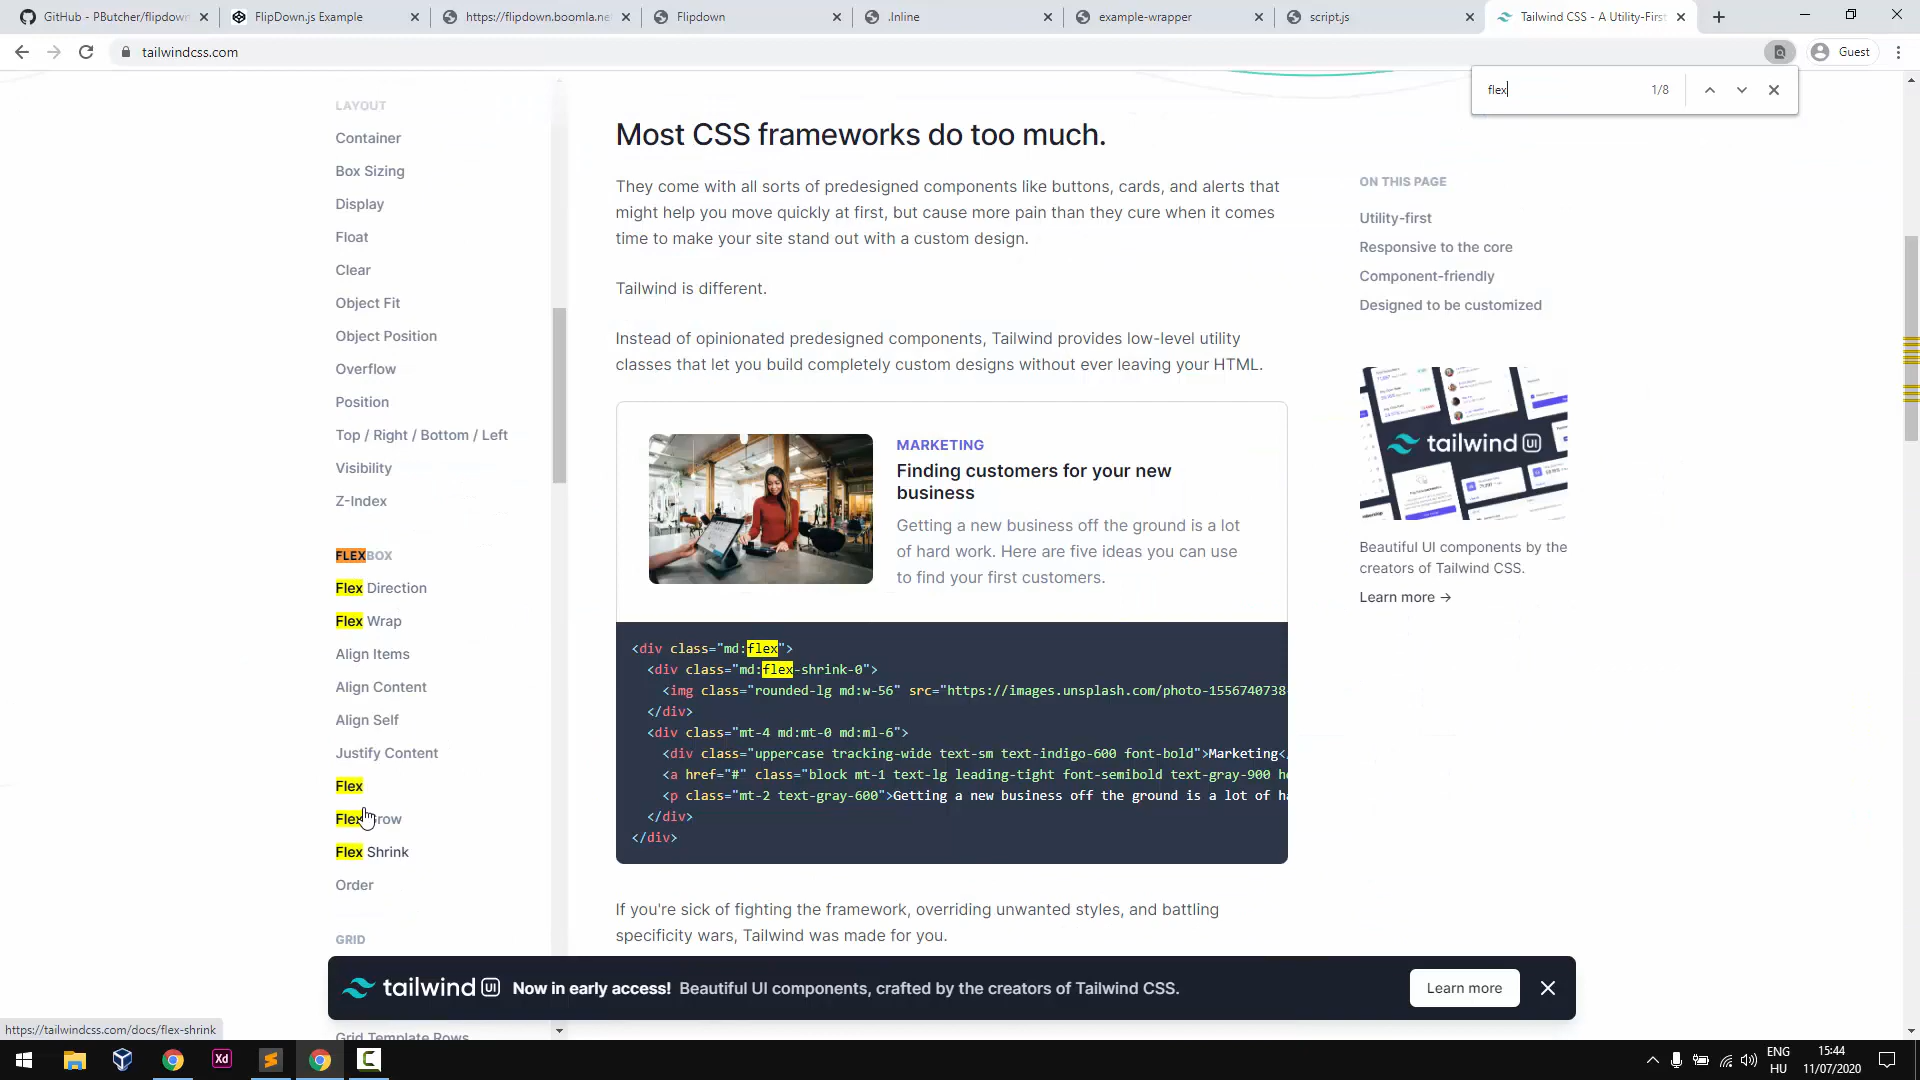 GitHub - PButcher/flipdown
FlipDown.js Example
https://flipdown.boomla.ne
Flipdown
.Inline
example-wrapper
script.js
Tailwind CSS - A Utility-First
tailwindcss.com
Guest
flex
1/8
LAYOUT
Container
Box Sizing
Display
Float
Clear
Object Fit
Object Position
Overflow
Position
Top / Right / Bottom / Left
Visibility
Z-Index
FLEXBOX
Flex Direction
Flex Wrap
Align Items
Align Content
Align Self
Justify Content
Flex
Flex Grow
Flex Shrink
Order
GRID
Grid Template Rows
Most CSS frameworks do too much.
They come with all sorts of predesigned components like buttons, cards, and alerts that
might help you move quickly at first, but cause more pain than they cure when it comes
time to make your site stand out with a custom design.
Tailwind is different.
Instead of opinionated predesigned components, Tailwind provides low-level utility
classes that let you build completely custom designs without ever leaving your HTML.
MARKETING
Finding customers for your new
business
Getting a new business off the ground is a lot
of hard work. Here are five ideas you can use
to find your first customers.
<div class="md:flex">
<div class="md:flex-shrink-0">
<img class="rounded-lg md:w-56" src="https://images.unsplash.com/photo-1556740738-
</div>
<div class="mt-4 md:mt-0 md:ml-6">
<div class="uppercase tracking-wide text-sm text-indigo-600 font-bold">Marketing<
<a href="#" class="block mt-1 text-lg leading-tight font-semibold text-gray-900 h
<p class="mt-2 text-gray-600">Getting a new business off the ground is a lot of ha
</div>
</div>
If you're sick of fighting the framework, overriding unwanted styles, and battling
specificity wars, Tailwind was made for you.
ON THIS PAGE
Utility-first
Responsive to the core
Component-friendly
Designed to be customized
tailwind UI
Beautiful UI components by the
creators of Tailwind CSS.
Learn more →
tailwind UI Now in early access! Beautiful UI components, crafted by the creators of Tailwind CSS.
Learn more
https://tailwindcss.com/docs/flex-shrink
Xd
ENG
HU
15:44
11/07/2020